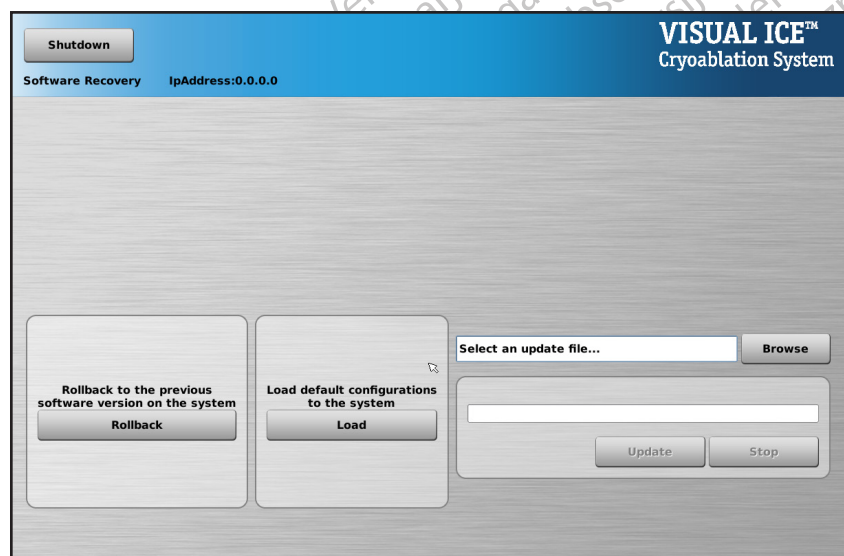 Shutdown
VISUAL ICE™
Cryoablation System
Software Recovery IpAddress:0.0.0.0
Select an update file...
Browse
Rollback to the previous
software version on the system
Rollback
Load default configurations
to the system
Load
Update
Stop